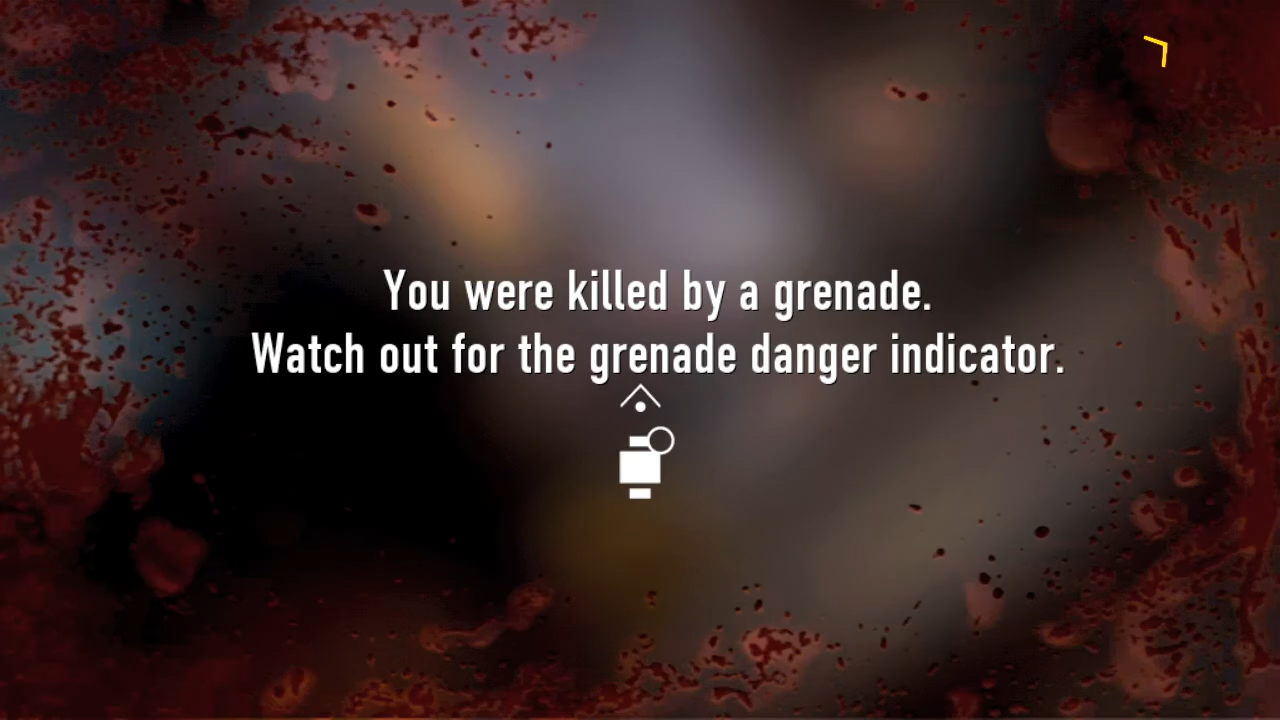 You were killed by a grenade.
Watch out for the grenade danger indicator.